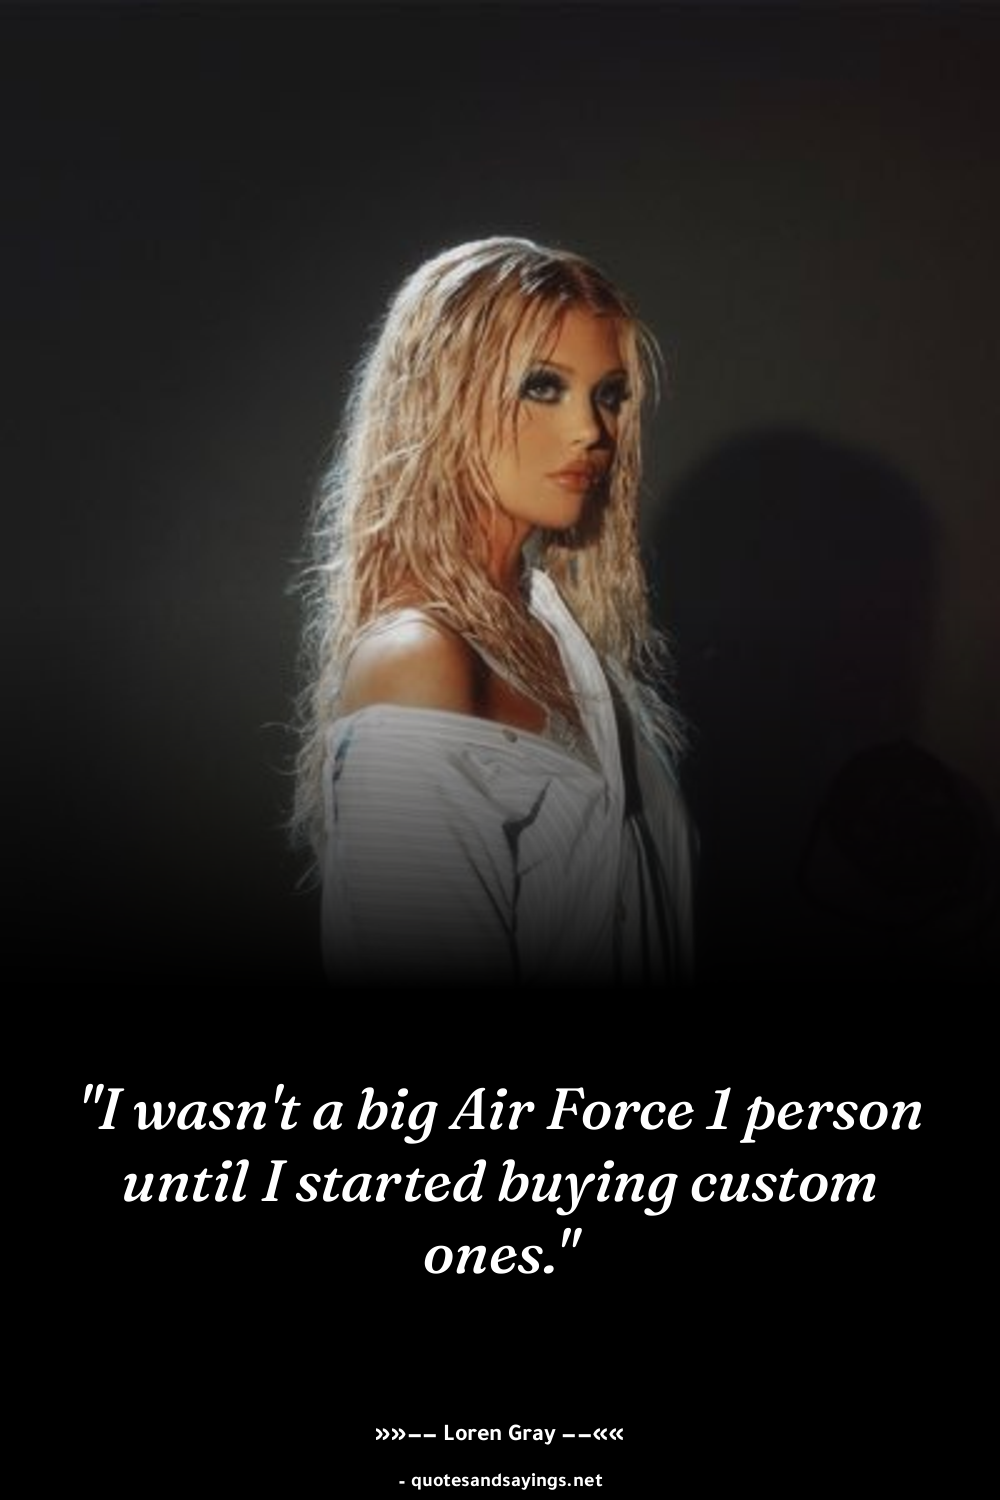 "I wasn't a big Air Force 1 person
until I started buying custom
ones."
»»—— Loren Gray ——««
- quotesandsayings.net